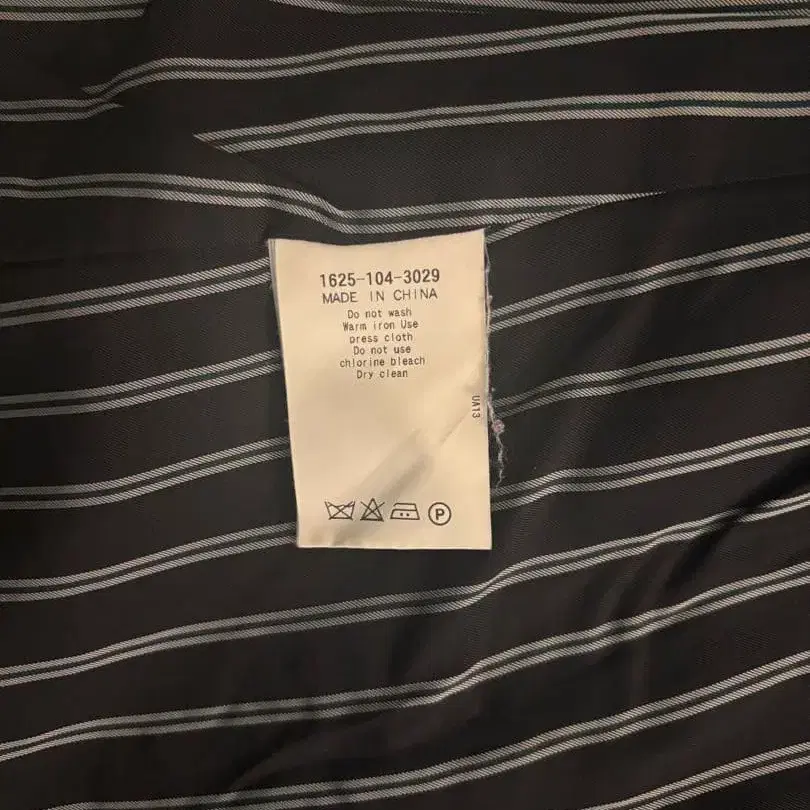 1625-104-3029
MADE IN CHINA
Do not wash
Warm iron Use
press cloth
Do not use
chlorine bleach
Dry clean
UA13
P